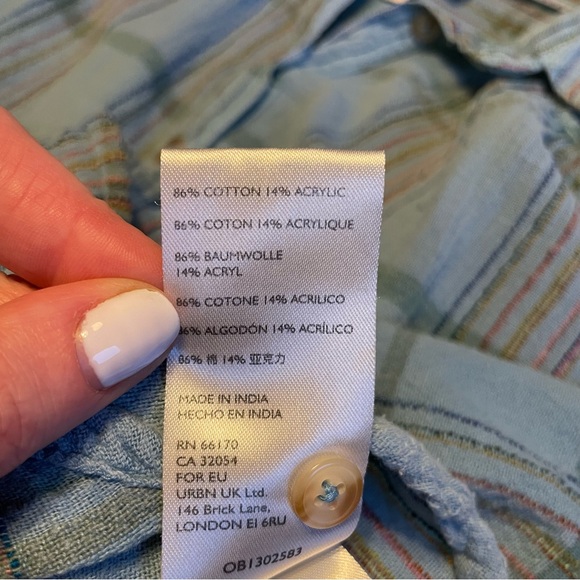 86% COTTON 14% ACRYLIC
86% COTON 14% ACRYLIQUE
86% BAUMWOLLE
14% ACRYL
86% COTONE 14% ACRILICO
86% ALGODÓN 14% ACRÍLICO
86% 棉 14% 亚克力
MADE IN INDIA
HECHO EN INDIA
RN 66170
CA 32054
FOR EU
URBN UK Ltd.
146 Brick Lane,
LONDON E1 6RU
OB1302583